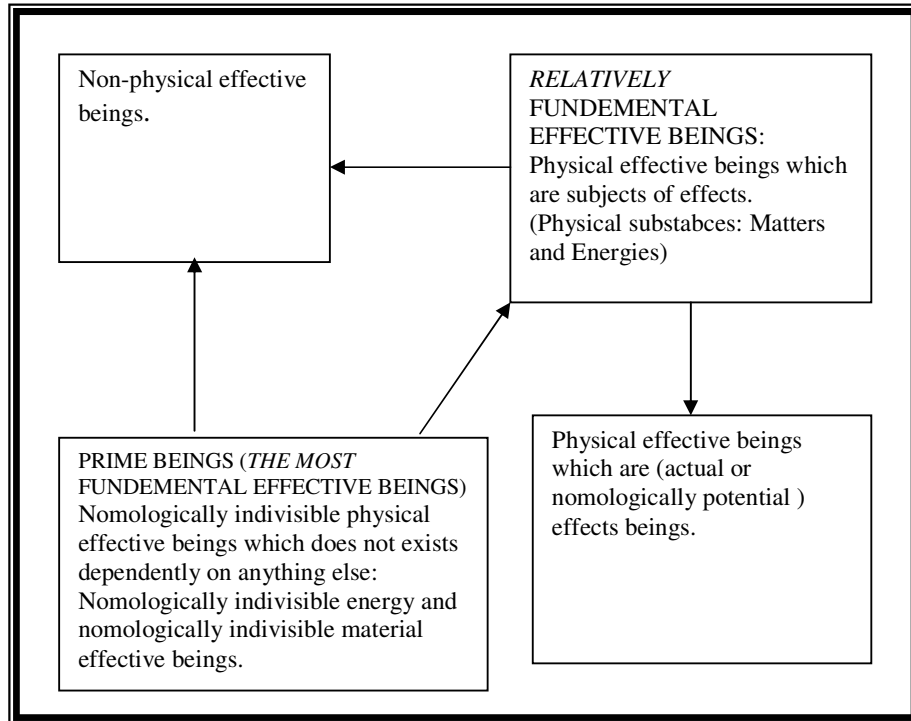 Non-physical effective
beings.
RELATIVELY
FUNDEMENTAL
EFFECTIVE BEINGS:
Physical effective beings which
are subjects of effects.
(Physical substabces: Matters
and Energies)
PRIME BEINGS (THE MOST
FUNDEMENTAL EFFECTIVE BEINGS)
Nomologically indivisible physical
effective beings which does not exists
dependently on anything else:
Nomologically indivisible energy and
nomologically indivisible material
effective beings.
Physical effective beings
which are (actual or
nomologically potential )
effects beings.